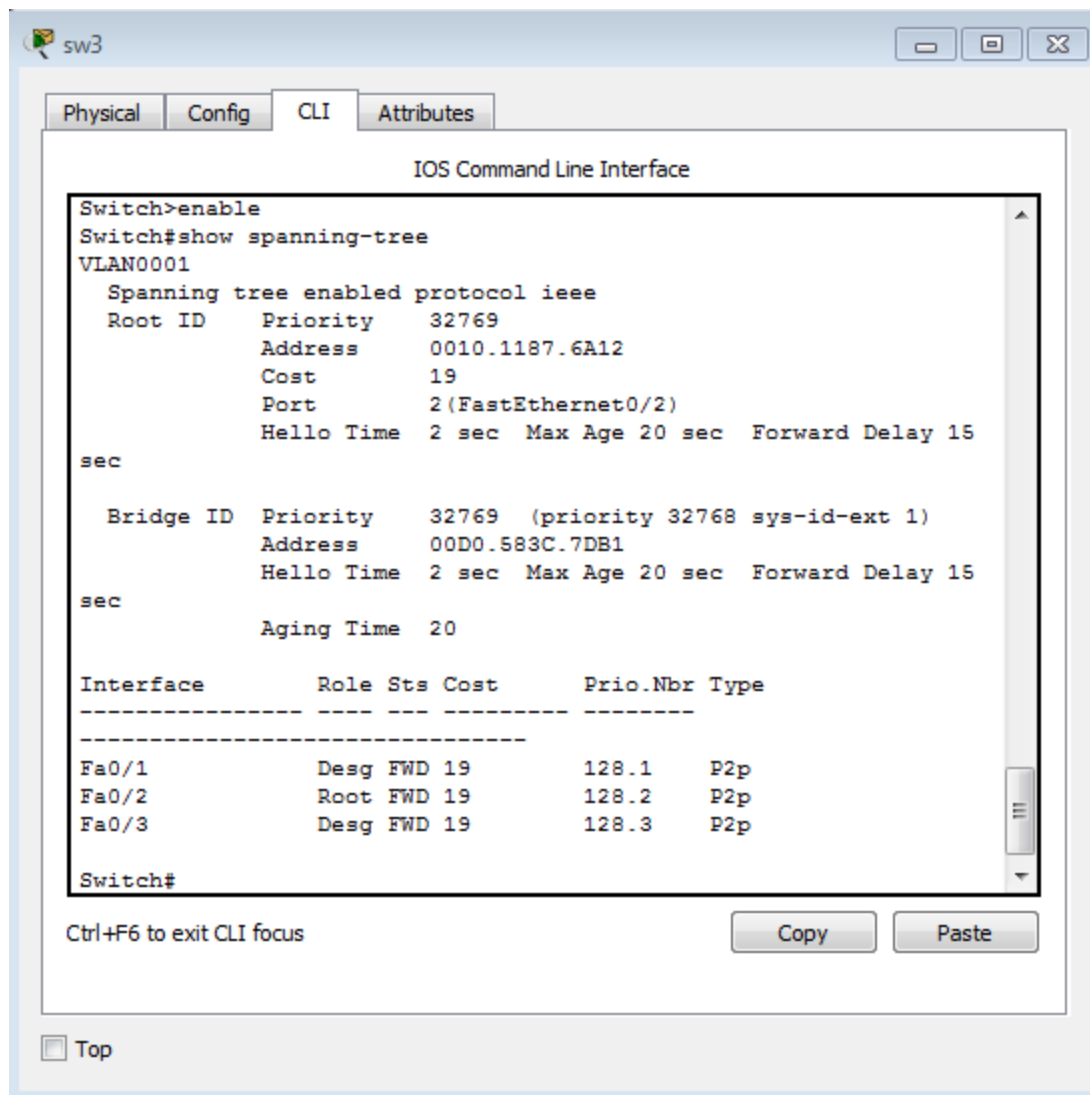 sw3
Physical Config CLI Attributes
IOS Command Line Interface
Switch>enable
Switch#show spanning-tree
VLAN0001
  Spanning tree enabled protocol ieee
  Root ID    Priority    32769
             Address     0010.1187.6A12
             Cost        19
             Port        2(FastEthernet0/2)
             Hello Time  2 sec  Max Age 20 sec  Forward Delay 15
sec
  Bridge ID  Priority    32769  (priority 32768 sys-id-ext 1)
             Address     00D0.583C.7DB1
             Hello Time  2 sec  Max Age 20 sec  Forward Delay 15
sec
             Aging Time  20
Interface        Role Sts Cost      Prio.Nbr Type
---------------- ---- --- --------- --------
--------------------------------
Fa0/1            Desg FWD 19        128.1    P2p
Fa0/2            Root FWD 19        128.2    P2p
Fa0/3            Desg FWD 19        128.3    P2p
Switch#
Ctrl+F6 to exit CLI focus
Copy Paste
Top